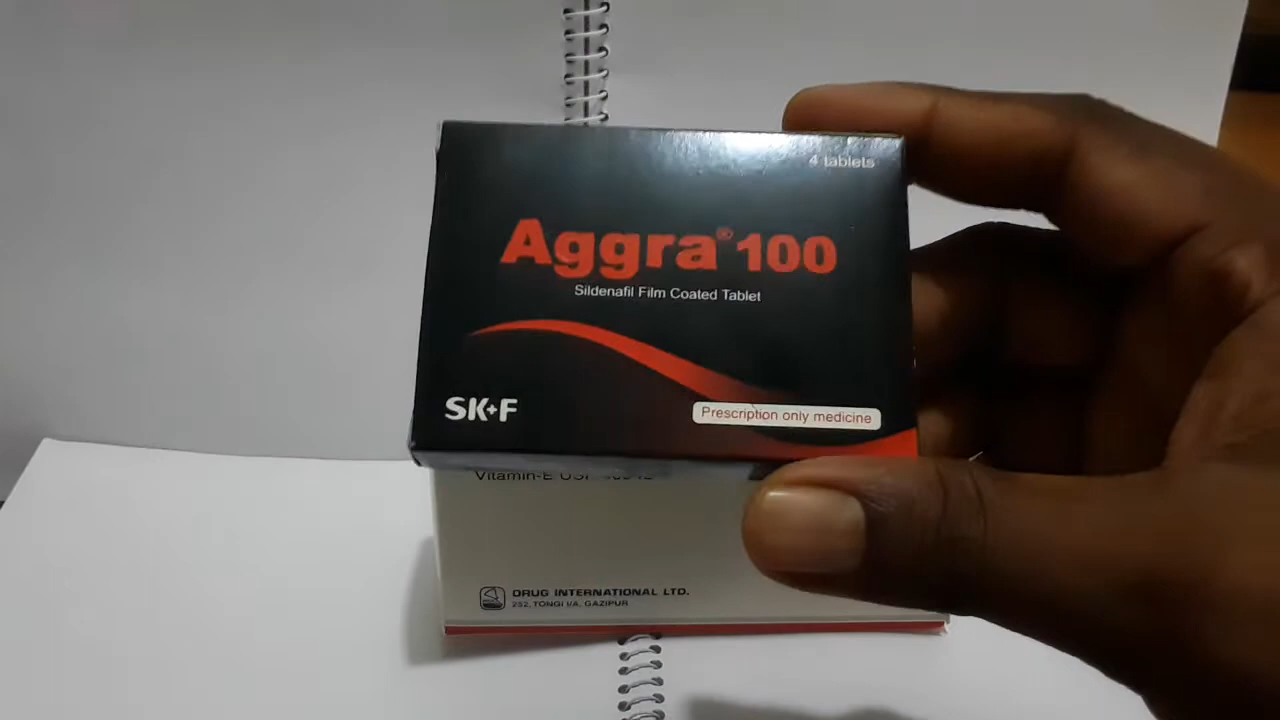 4 tablets
Aggra® 100
Sildenafil Film Coated Tablet
SK+F
Prescription only medicine
Vitamin-E USP
DRUG INTERNATIONAL LTD.
252, TONGI I/A, GAZIPUR